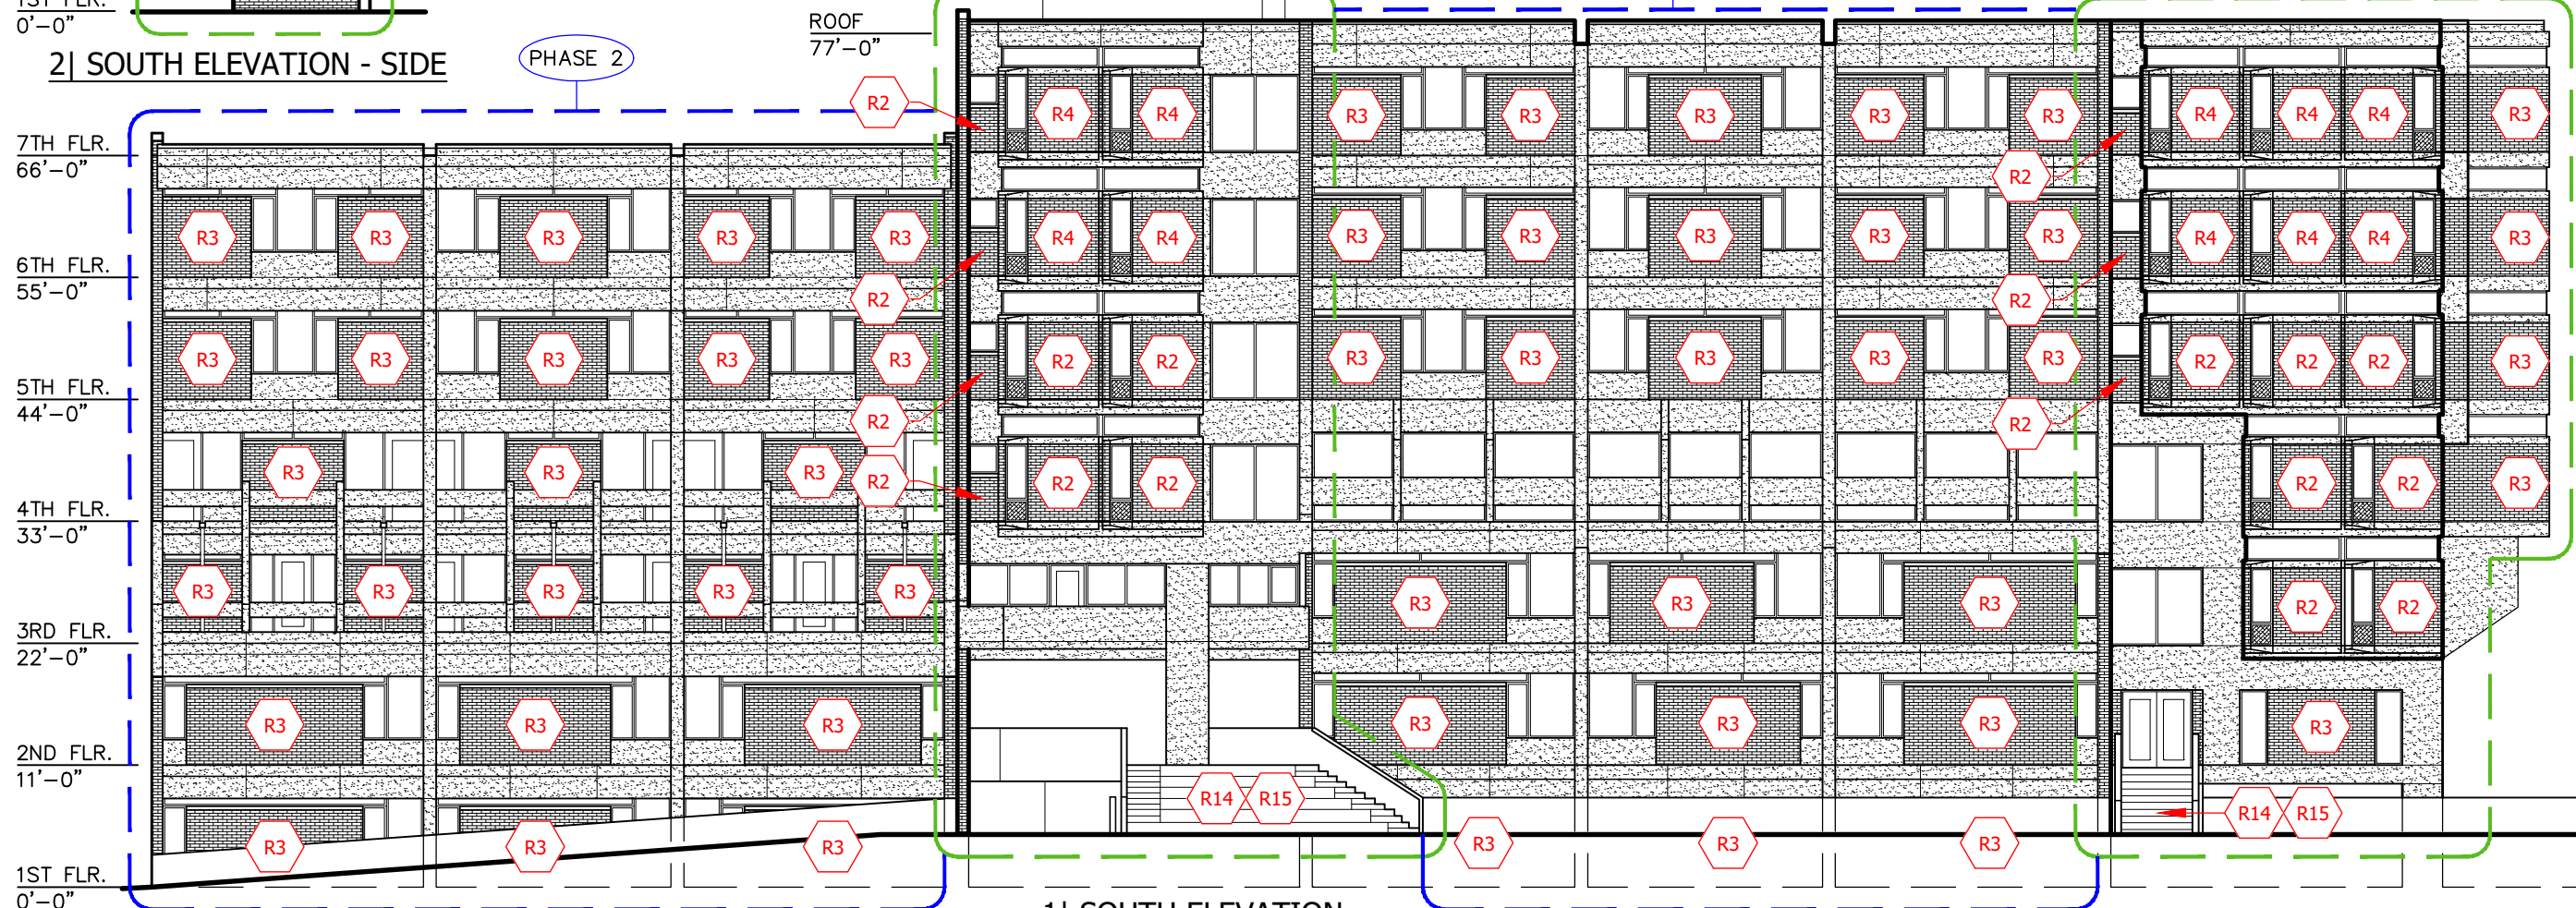 1ST FLR.
0'-0"
2| SOUTH ELEVATION - SIDE
PHASE 2
ROOF
77'-0"
R2 R4 R4 R3 R3 R3 R3 R3 R4 R4 R4 R3
7TH FLR.
66'-0"
R2
R3 R3 R3 R3 R3 R4 R4 R3 R3 R3 R3 R3 R4 R4 R4 R3
6TH FLR.
55'-0"
R2 R2
R3 R3 R3 R3 R3 R2 R2 R3 R3 R3 R3 R3 R2 R2 R2 R3
5TH FLR.
44'-0"
R2 R2
R3 R3 R3 R2 R2 R2 R2 R2 R3
4TH FLR.
33'-0"
R3 R3 R3 R3 R3 R3 R3 R3 R2 R2
3RD FLR.
22'-0"
R3 R3 R3 R3 R3 R3 R3
2ND FLR.
11'-0"
R14 R15 R14 R15
R3 R3 R3 R3 R3 R3
1ST FLR.
0'-0"
1| SOUTH ELEVATION